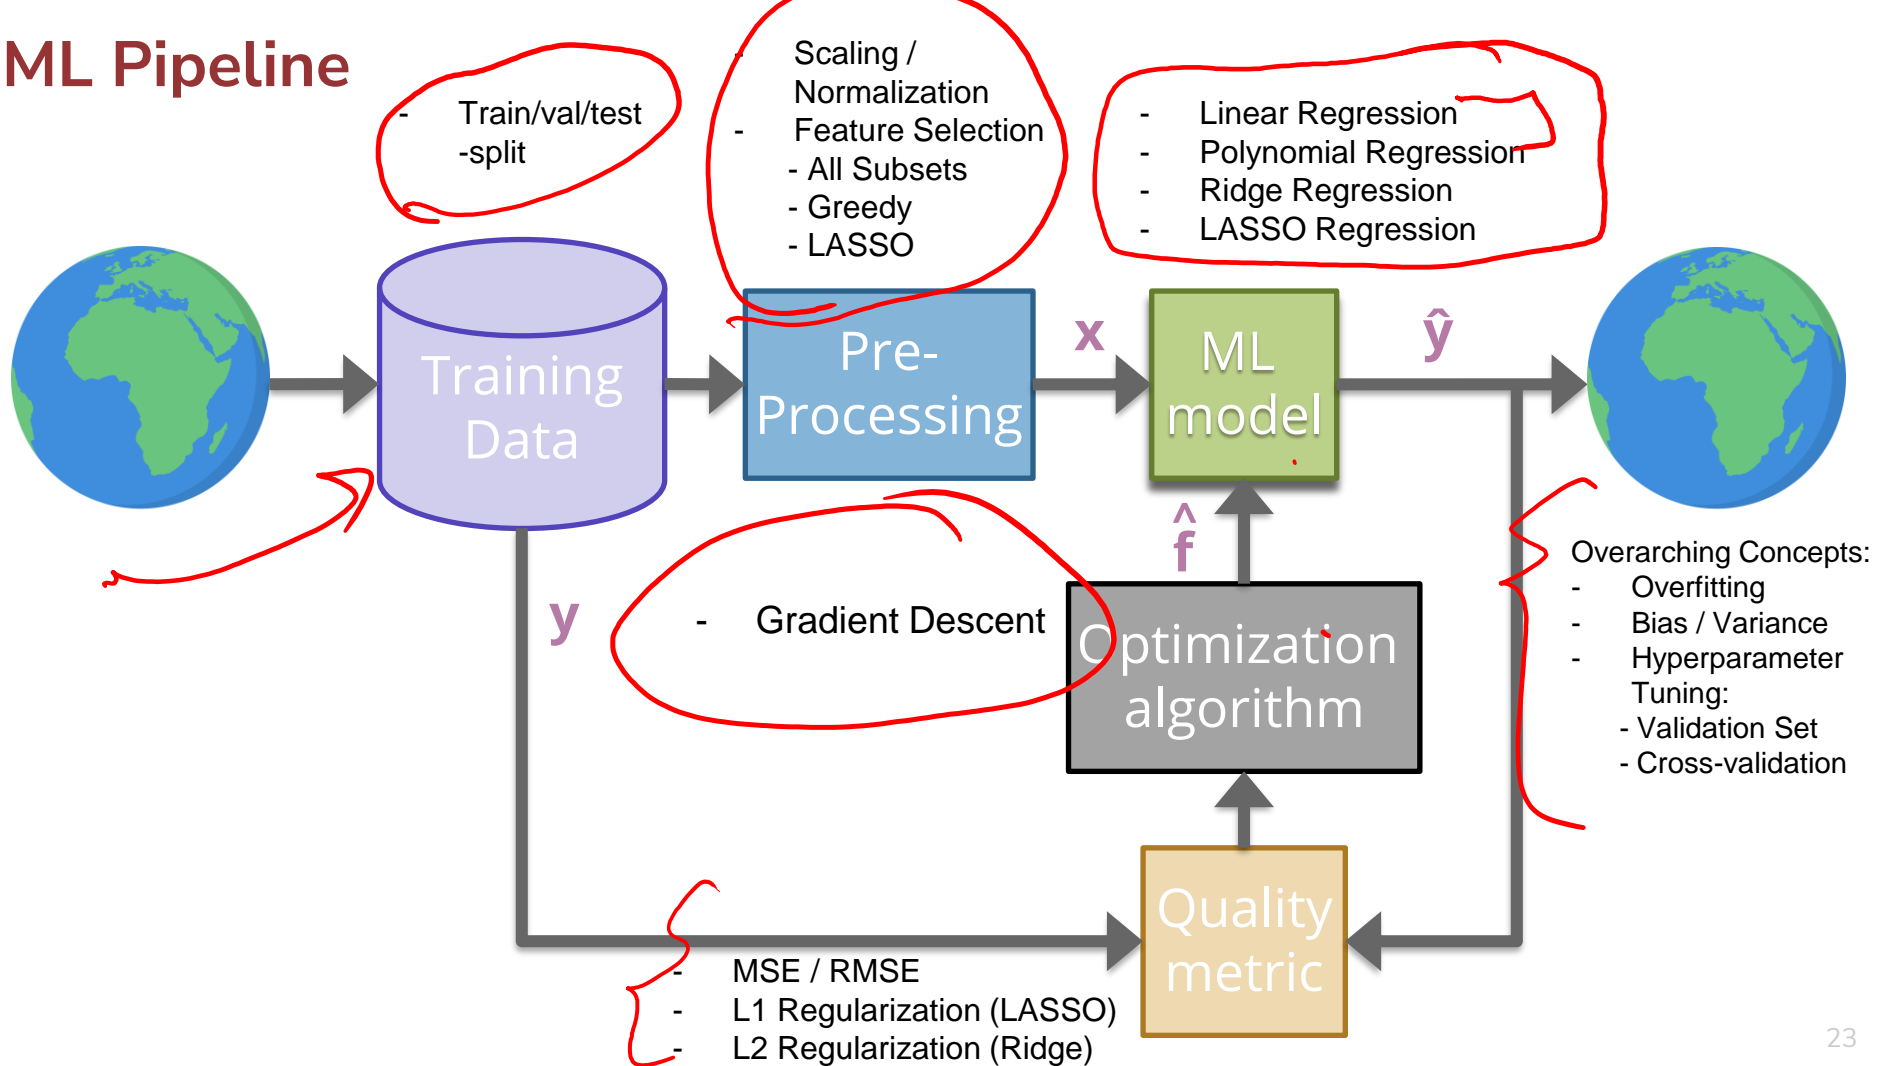 ML Pipeline
- Train/val/test
-split
- Scaling /
Normalization
- Feature Selection
- All Subsets
- Greedy
- LASSO
- Linear Regression
- Polynomial Regression
- Ridge Regression
- LASSO Regression
Training
Data
Pre-
Processing
x
ML
model
ŷ
y
- Gradient Descent
f̂
Optimization
algorithm
Overarching Concepts:
- Overfitting
- Bias / Variance
- Hyperparameter
Tuning:
- Validation Set
- Cross-validation
Quality
metric
- MSE / RMSE
- L1 Regularization (LASSO)
- L2 Regularization (Ridge)
23